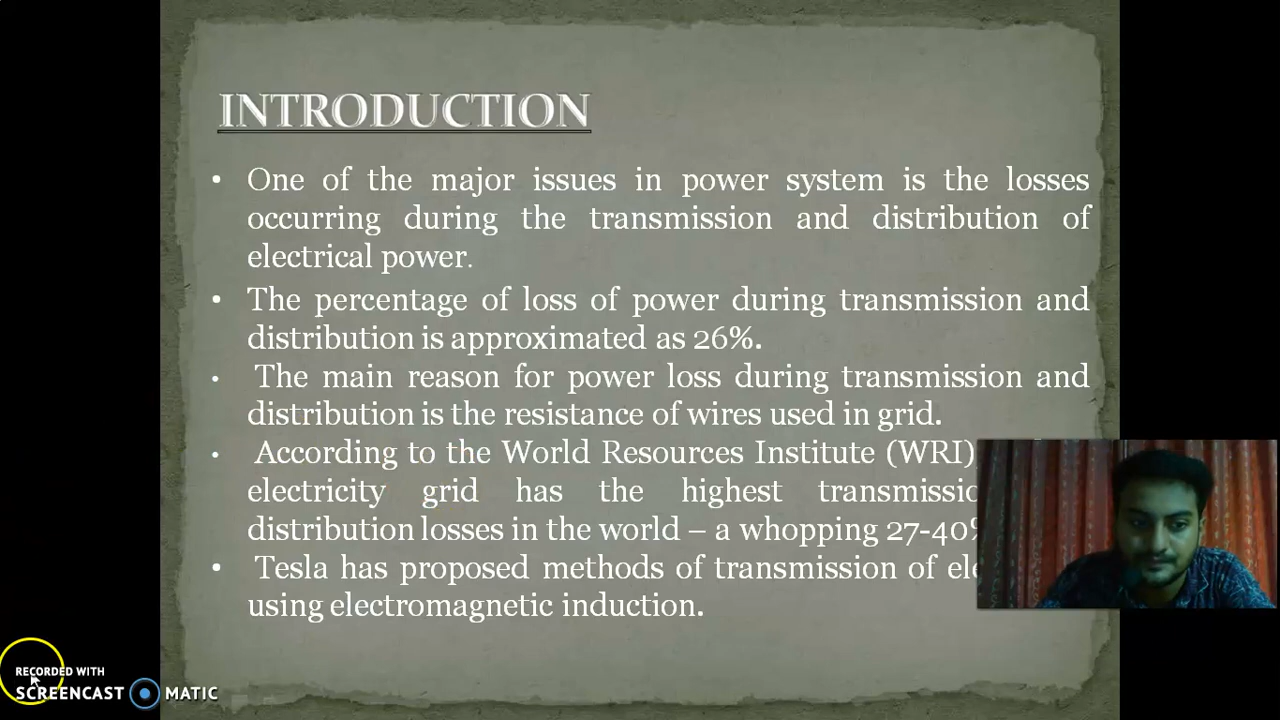 INTRODUCTION
• One of the major issues in power system is the losses
occurring during the transmission and distribution of
electrical power.
• The percentage of loss of power during transmission and
distribution is approximated as 26%.
• The main reason for power loss during transmission and
distribution is the resistance of wires used in grid.
• According to the World Resources Institute (WRI)
electricity grid has the highest
distribution losses in the world – a whopping 27-40%
• Tesla has proposed methods of transmission of
using electromagnetic induction.
RECORDED WITH
SCREENCAST MATIC